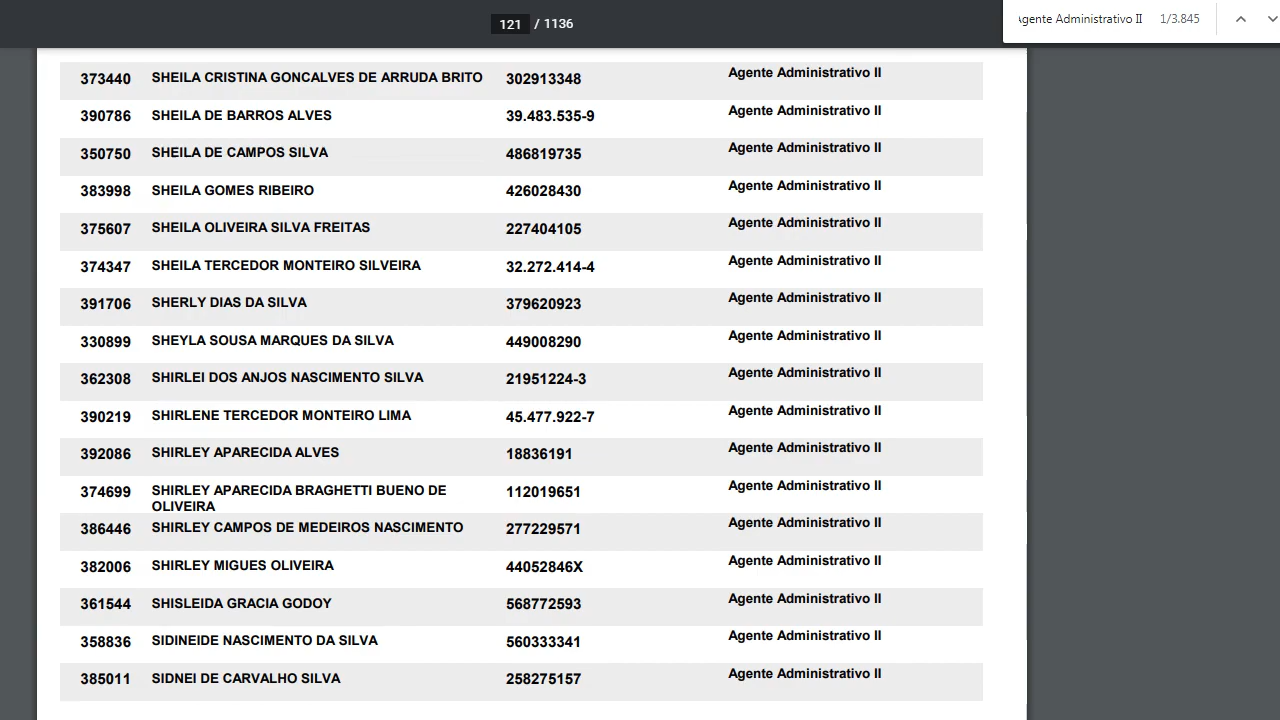 121 / 1136
gente Administrativo II 1/3.845
373440 SHEILA CRISTINA GONCALVES DE ARRUDA BRITO 302913348 Agente Administrativo II
390786 SHEILA DE BARROS ALVES 39.483.535-9 Agente Administrativo II
350750 SHEILA DE CAMPOS SILVA 486819735 Agente Administrativo II
383998 SHEILA GOMES RIBEIRO 426028430 Agente Administrativo II
375607 SHEILA OLIVEIRA SILVA FREITAS 227404105 Agente Administrativo II
374347 SHEILA TERCEDOR MONTEIRO SILVEIRA 32.272.414-4 Agente Administrativo II
391706 SHERLY DIAS DA SILVA 379620923 Agente Administrativo II
330899 SHEYLA SOUSA MARQUES DA SILVA 449008290 Agente Administrativo II
362308 SHIRLEI DOS ANJOS NASCIMENTO SILVA 21951224-3 Agente Administrativo II
390219 SHIRLENE TERCEDOR MONTEIRO LIMA 45.477.922-7 Agente Administrativo II
392086 SHIRLEY APARECIDA ALVES 18836191 Agente Administrativo II
374699 SHIRLEY APARECIDA BRAGHETTI BUENO DE 112019651 Agente Administrativo II
OLIVEIRA
386446 SHIRLEY CAMPOS DE MEDEIROS NASCIMENTO 277229571 Agente Administrativo II
382006 SHIRLEY MIGUES OLIVEIRA 44052846X Agente Administrativo II
361544 SHISLEIDA GRACIA GODOY 568772593 Agente Administrativo II
358836 SIDINEIDE NASCIMENTO DA SILVA 560333341 Agente Administrativo II
385011 SIDNEI DE CARVALHO SILVA 258275157 Agente Administrativo II